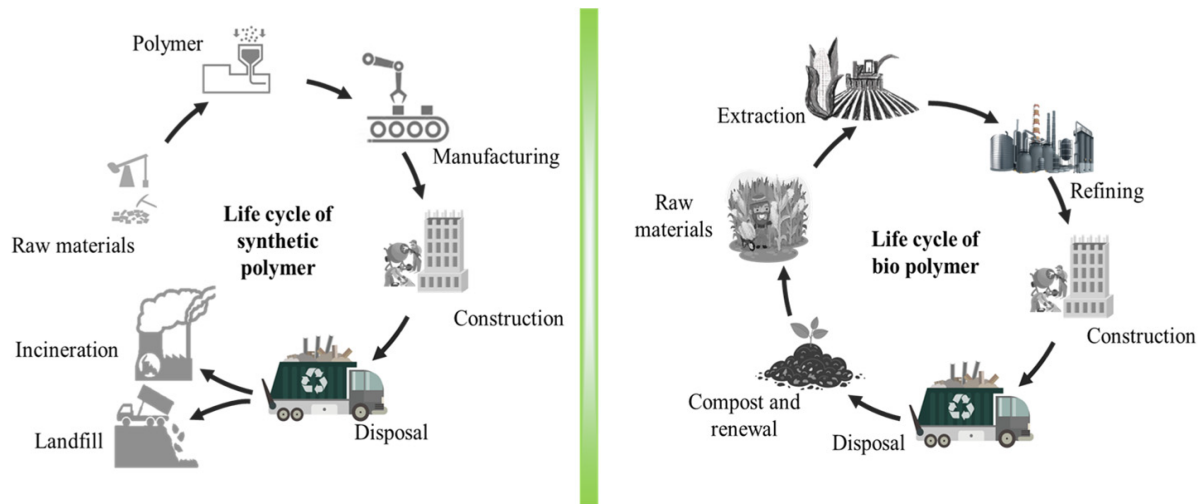 Polymer
Manufacturing
Raw materials
Life cycle of
synthetic
polymer
Construction
Incineration
Landfill
Disposal
Extraction
Refining
Raw
materials
Life cycle of
bio polymer
Construction
Compost and
renewal
Disposal